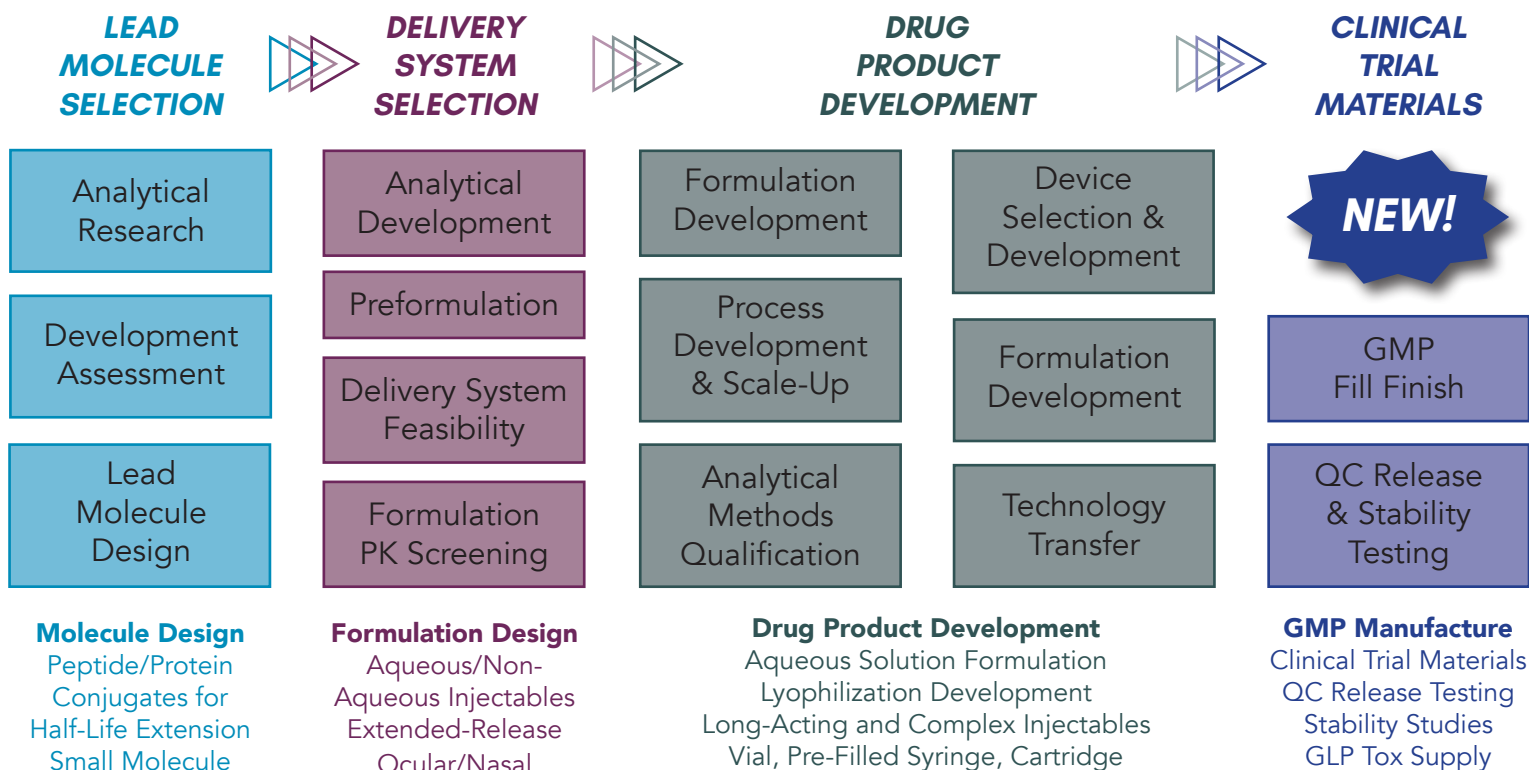 LEAD
MOLECULE
SELECTION
DELIVERY
SYSTEM
SELECTION
DRUG
PRODUCT
DEVELOPMENT
CLINICAL
TRIAL
MATERIALS
Analytical
Research
Development
Assessment
Lead
Molecule
Design
Analytical
Development
Preformulation
Delivery System
Feasibility
Formulation
PK Screening
Formulation
Development
Process
Development
& Scale-Up
Analytical
Methods
Qualification
Device
Selection &
Development
Formulation
Development
Technology
Transfer
NEW!
GMP
Fill Finish
QC Release
& Stability
Testing
Molecule Design
Peptide/Protein
Conjugates for
Half-Life Extension
Small Molecule
Formulation Design
Aqueous/Non-
Aqueous Injectables
Extended-Release
Ocular/Nasal
Drug Product Development
Aqueous Solution Formulation
Lyophilization Development
Long-Acting and Complex Injectables
Vial, Pre-Filled Syringe, Cartridge
GMP Manufacture
Clinical Trial Materials
QC Release Testing
Stability Studies
GLP Tox Supply